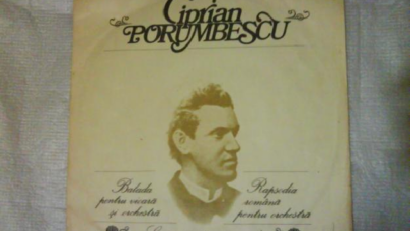 Ciprian
PORUMBESCU
Balada
pentru vioară
și orchestră
Rapsodia
română
pentru orchestră